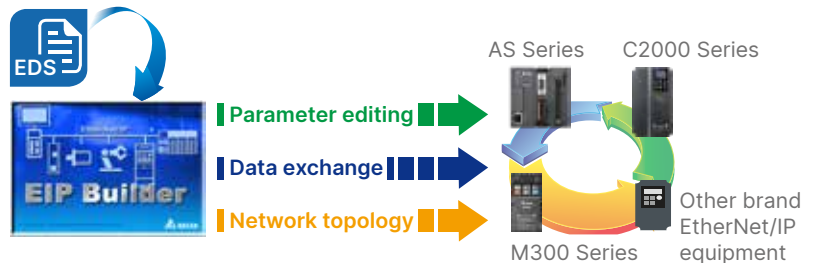 EDS
EIP Builder
Parameter editing
Data exchange
Network topology
AS Series
C2000 Series
M300 Series
Other brand
EtherNet/IP
equipment